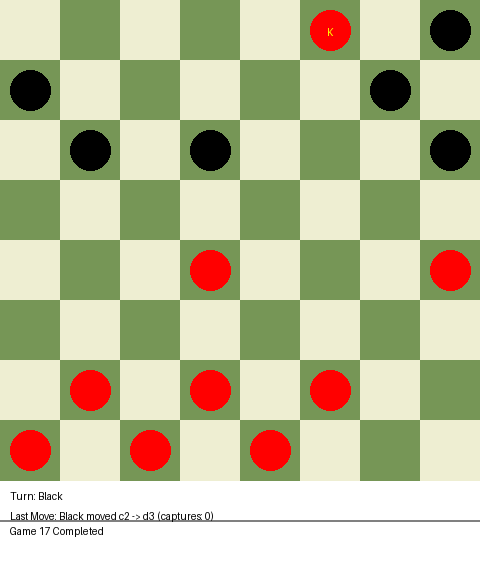 K
Turn: Black
Last Move: Black moved c2 -> d3 (captures: 0)
Game 17 Completed